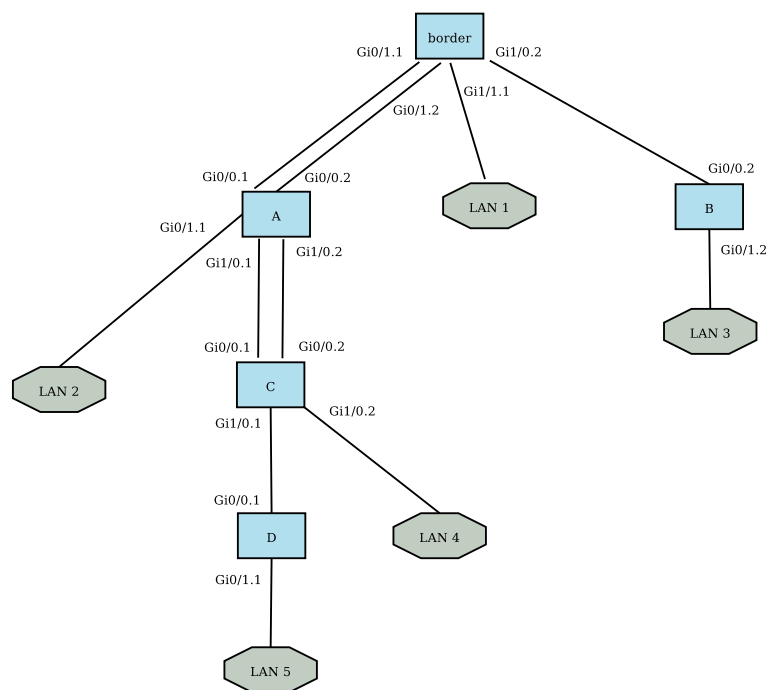 border
Gi0/1.1
Gi1/0.2
Gi1/1.1
Gi0/1.2
Gi0/0.1
Gi0/0.2
Gi0/0.2
A
LAN 1
B
Gi0/1.1
Gi0/1.2
Gi1/0.1
Gi1/0.2
LAN 3
Gi0/0.1
Gi0/0.2
LAN 2
C
Gi1/0.1
Gi1/0.2
Gi0/0.1
D
LAN 4
Gi0/1.1
LAN 5